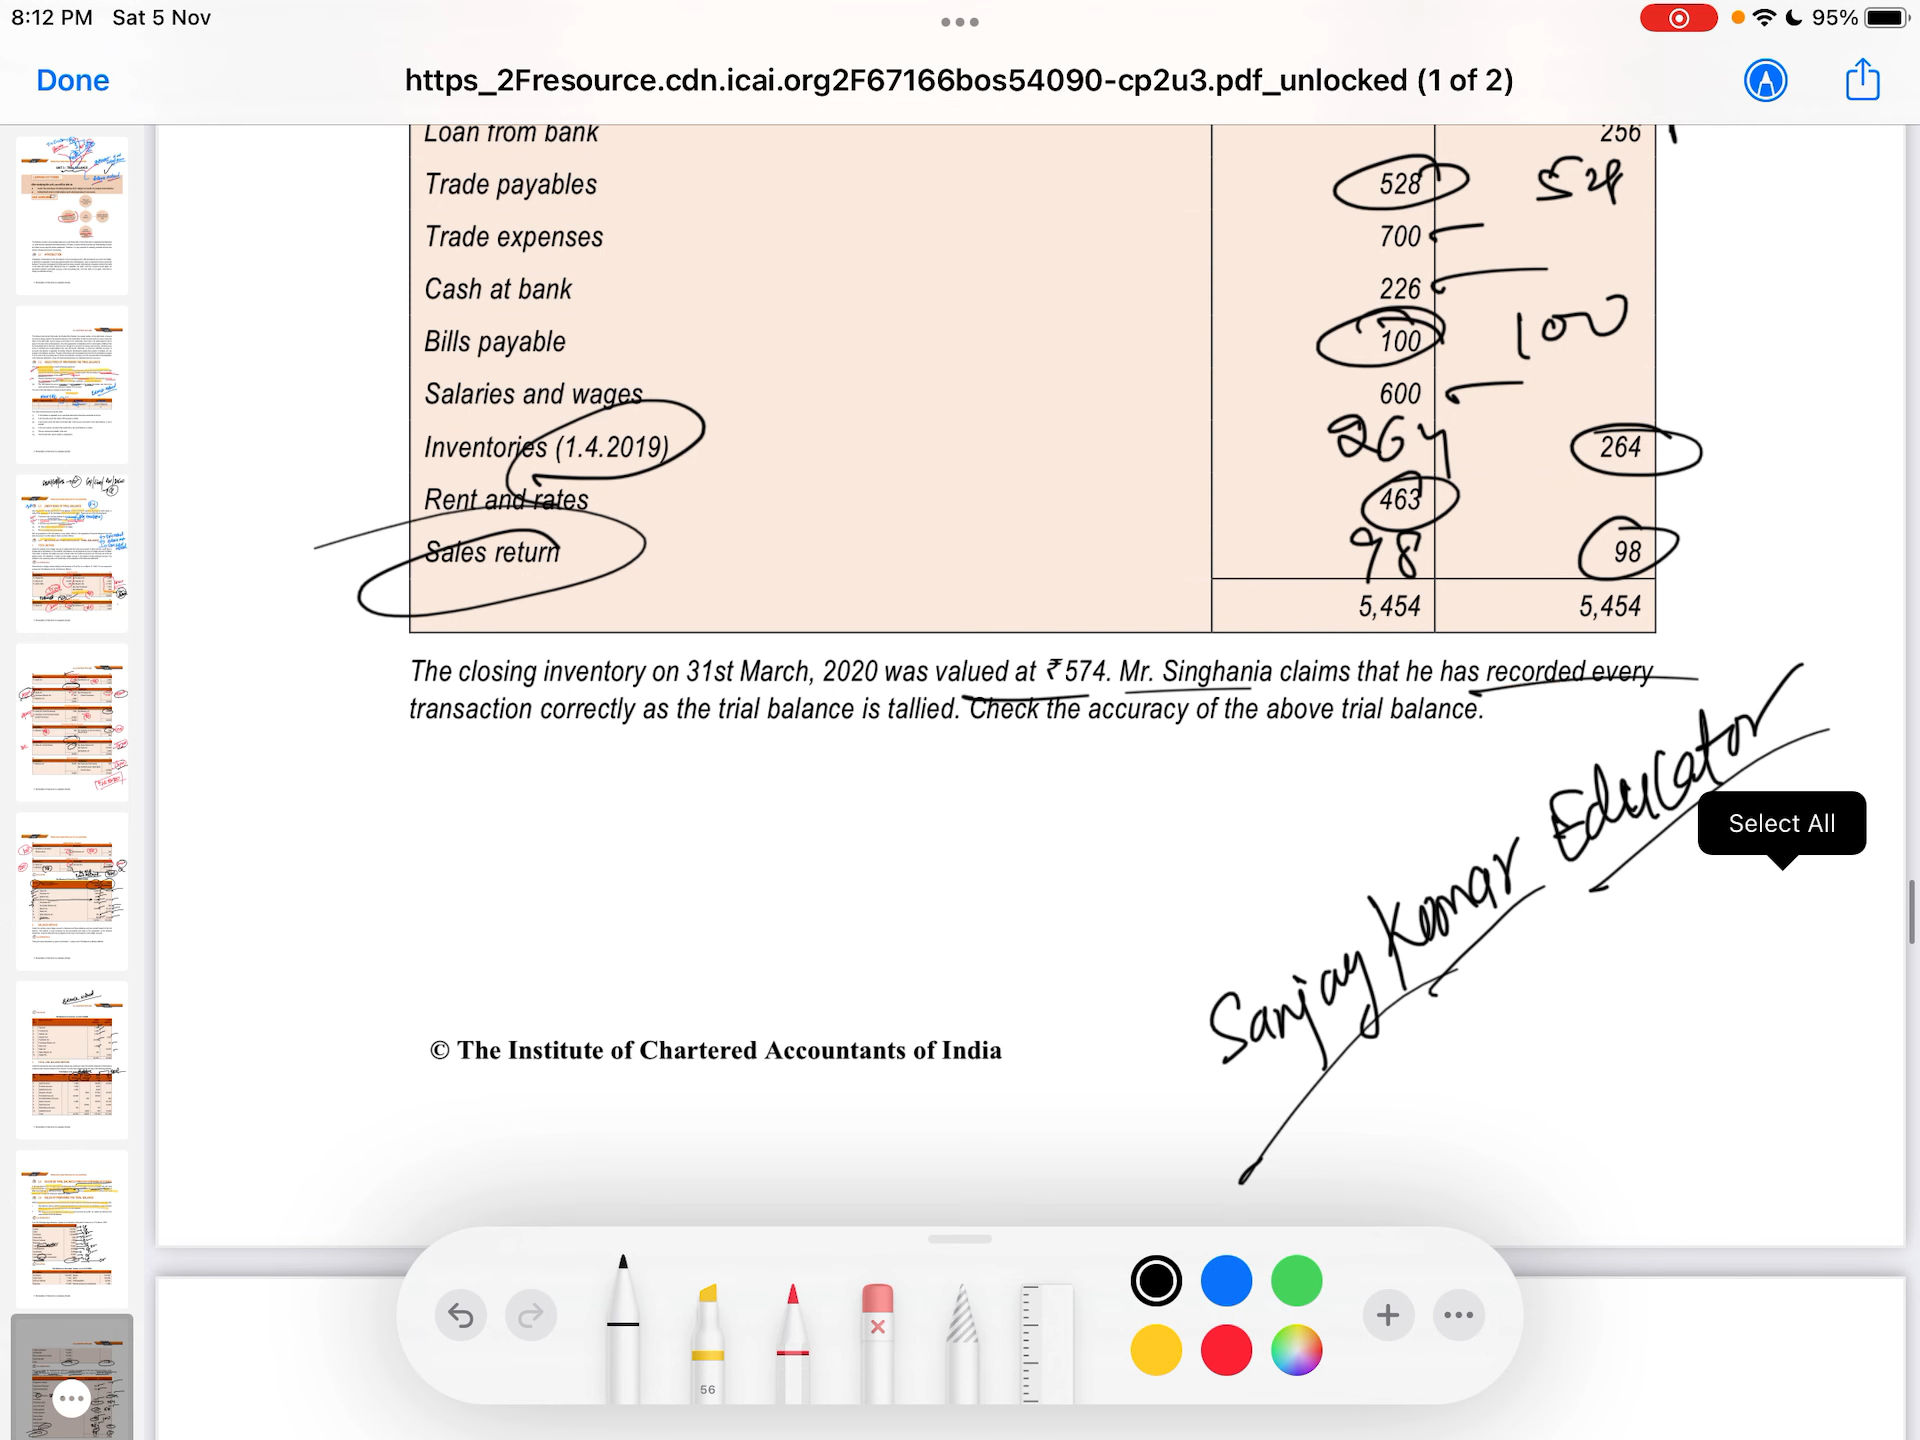 8:12 PM Sat 5 Nov
95%
Done
https_2Fresource.cdn.icai.org2F67166bos54090-cp2u3.pdf_unlocked (1 of 2)
Loan from bank 256
Trade payables 528 528
Trade expenses 700
Cash at bank 226
Bills payable 100 100
Salaries and wages 600
Inventories (1.4.2019) 264 264
Rent and rates 463
Sales return 98 98
5,454 5,454
The closing inventory on 31st March, 2020 was valued at ₹ 574. Mr. Singhania claims that he has recorded every
transaction correctly as the trial balance is tallied. Check the accuracy of the above trial balance.
Select All
Sanjay Kumar Educator
© The Institute of Chartered Accountants of India
56